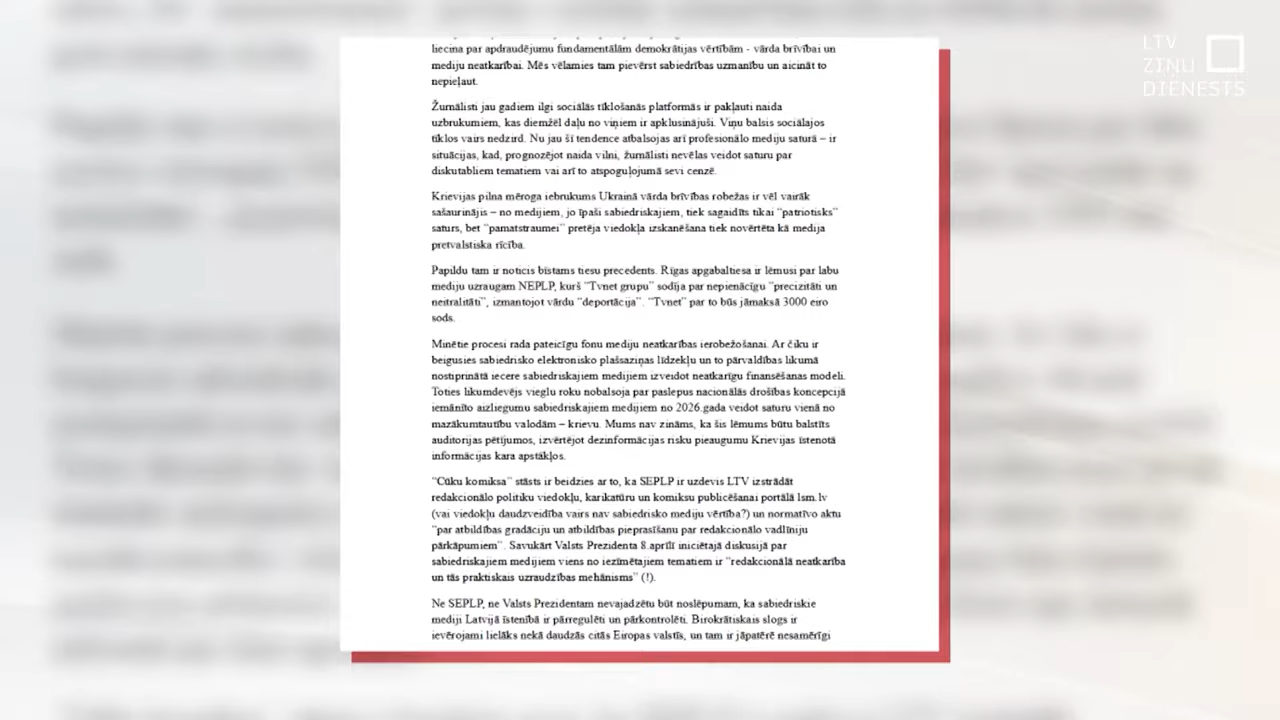 LTV
ZIŅU
DIENESTS
liecina par apdraudējumu fundamentālām demokrātijas vērtībām - vārda brīvībai un
mediju neatkarībai. Mēs vēlamies tam pievērst sabiedrības uzmanību un aicināt to
nepieļaut.
Žurnālisti jau gadiem ilgi sociālās tīklošanās platformās ir pakļauti naida
uzbrukumiem, kas diemžēl daļu no viņiem ir apklusinājuši. Viņu balsis sociālajos
tīklos vairs nedzird. Nu jau šī tendence atbalsojas arī profesionālo mediju saturā – ir
situācijas, kad, prognozējot naida vilni, žurnālisti nevēlas veidot saturu par
diskutabliem tematiem vai arī to atspoguļojumā sevi cenzē.
Krievijas pilna mēroga iebrukums Ukrainā vārda brīvības robežas ir vēl vairāk
sašaurinājis – no medijiem, jo īpaši sabiedriskajiem, tiek sagaidīts tikai "patriotisks"
saturs, bet "pamatstraumei" pretēja viedokļa izskanēšana tiek novērtēta kā medija
pretvalstiska rīcība.
Papildu tam ir noticis bīstams tiesu precedents. Rīgas apgabaltiesa ir lēmusi par labu
mediju uzraugam NEPLP, kurš "Tvnet grupu" sodīja par nepienācīgu "precizitāti un
neitralitāti", izmantojot vārdu "deportācija". "Tvnet" par to būs jāmaksā 3000 eiro
sods.
Minētie procesi rada pateicīgu fonu mediju neatkarības ierobežošanai. Ar čiku ir
beigusies sabiedrisko elektronisko plašsaziņas līdzekļu un to pārvaldības likumā
nostiprinātā iecere sabiedriskajiem medijiem izveidot neatkarīgu finansēšanas modeli.
Toties likumdevējs vieglu roku nobalsoja par paslepus nacionālās drošības koncepcijā
iemānīto aizliegumu sabiedriskajiem medijiem no 2026.gada veidot saturu vienā no
mazākumtautību valodām – krievu. Mums nav zināms, ka šis lēmums būtu balstīts
auditorijas pētījumos, izvērtējot dezinformācijas risku pieaugumu Krievijas īstenotā
informācijas kara apstākļos.
"Cūku komiksa" stāsts ir beidzies ar to, ka SEPLP ir uzdevis LTV izstrādāt
redakcionālo politiku viedokļu, karikatūru un komiksu publicēšanai portālā lsm.lv
(vai viedokļu daudzveidība vairs nav sabiedrisko mediju vērtība?) un normatīvo aktu
"par atbildības gradāciju un atbildības pieprasīšanu par redakcionālo vadlīniju
pārkāpumiem". Savukārt Valsts Prezidenta 8.aprīlī iniciētajā diskusijā par
sabiedriskajiem medijiem viens no iezīmētajiem tematiem ir "redakcionālā neatkarība
un tās praktiskais uzraudzības mehānisms" (!).
Ne SEPLP, ne Valsts Prezidentam nevajadzētu būt noslēpumam, ka sabiedriskie
mediji Latvijā īstenībā ir pārregulēti un pārkontrolēti. Birokrātiskais slogs ir
ievērojami lielāks nekā daudzās citās Eiropas valstīs, un tam ir jāpatērē nesamērīgi